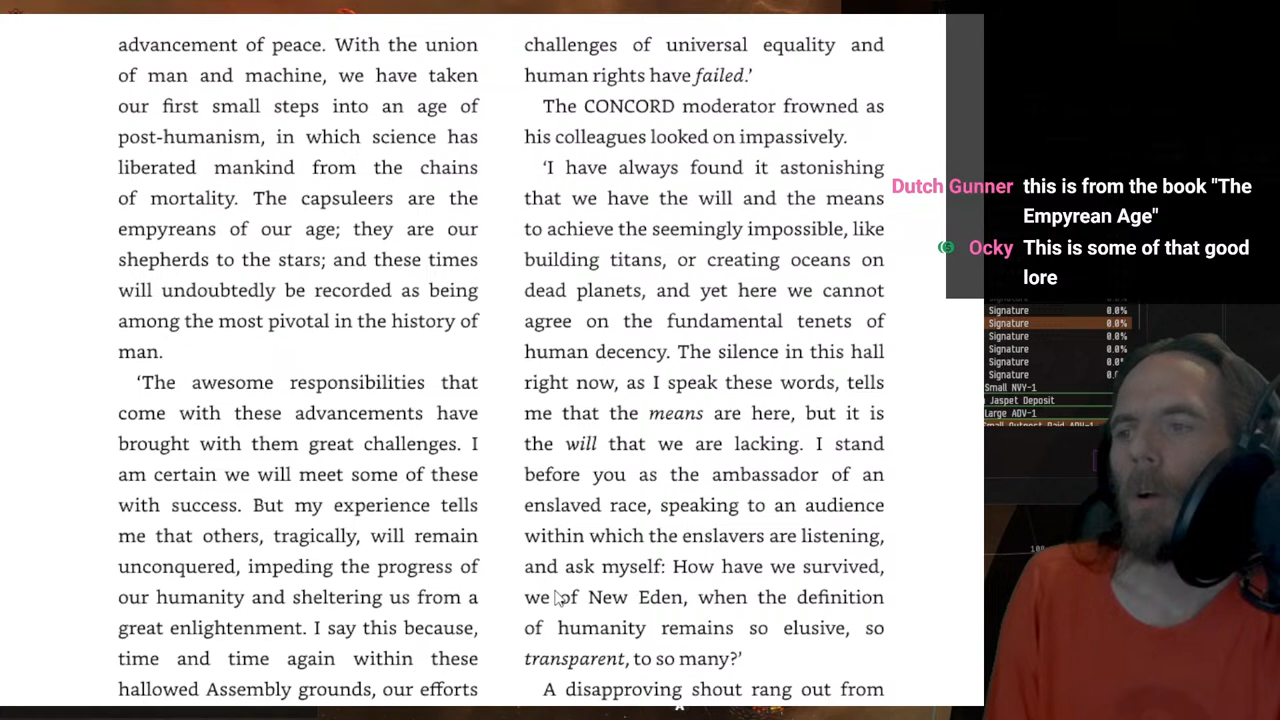 advancement of peace. With the union
of man and machine, we have taken
our first small steps into an age of
post-humanism, in which science has
liberated mankind from the chains
of mortality. The capsuleers are the
empyreans of our age; they are our
shepherds to the stars; and these times
will undoubtedly be recorded as being
among the most pivotal in the history of
man.
‘The awesome responsibilities that
come with these advancements have
brought with them great challenges. I
am certain we will meet some of these
with success. But my experience tells
me that others, tragically, will remain
unconquered, impeding the progress of
our humanity and sheltering us from a
great enlightenment. I say this because,
time and time again within these
hallowed Assembly grounds, our efforts
challenges of universal equality and
human rights have failed.’
The CONCORD moderator frowned as
his colleagues looked on impassively.
‘I have always found it astonishing
that we have the will and the means
to achieve the seemingly impossible, like
building titans, or creating oceans on
dead planets, and yet here we cannot
agree on the fundamental tenets of
human decency. The silence in this hall
right now, as I speak these words, tells
me that the means are here, but it is
the will that we are lacking. I stand
before you as the ambassador of an
enslaved race, speaking to an audience
within which the enslavers are listening,
and ask myself: How have we survived,
we of New Eden, when the definition
of humanity remains so elusive, so
transparent, to so many?’
A disapproving shout rang out from
Dutch Gunner this is from the book "The
Empyrean Age"
Ocky This is some of that good
lore
Signature 0.0%
Signature 0.0%
Signature 0.0%
Signature 0.0%
Signature
Signature
Small NVY-1
Jaspet Deposit
Large ADV-1